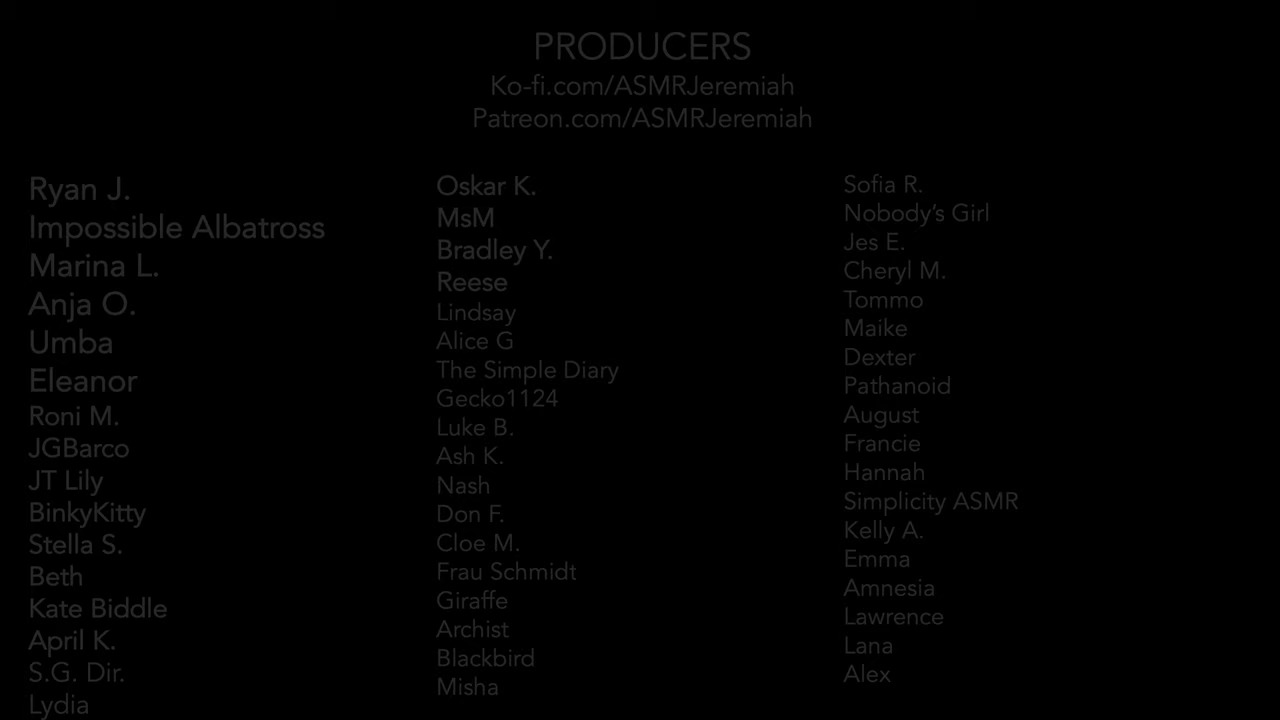 PRODUCERS
Ko-fi.com/ASMRJeremiah
Patreon.com/ASMRJeremiah
Ryan J.
Impossible Albatross
Marina L.
Anja O.
Umba
Eleanor
Roni M.
JGBarco
JT Lily
BinkyKitty
Stella S.
Beth
Kate Biddle
April K.
S.G. Dir.
Lydia
Oskar K.
MsM
Bradley Y.
Reese
Lindsay
Alice G
The Simple Diary
Gecko1124
Luke B.
Ash K.
Nash
Don F.
Cloe M.
Frau Schmidt
Giraffe
Archist
Blackbird
Misha
Sofia R.
Nobody’s Girl
Jes E.
Cheryl M.
Tommo
Maike
Dexter
Pathanoid
August
Francie
Hannah
Simplicity ASMR
Kelly A.
Emma
Amnesia
Lawrence
Lana
Alex